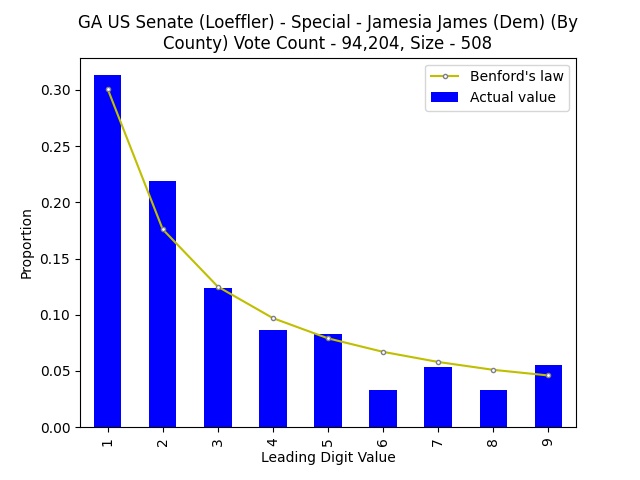 GA US Senate (Loeffler) - Special - Jamesia James (Dem) (By
County) Vote Count - 94,204, Size - 508
Benford's law
Actual value
0.30
0.25
0.20
0.15
0.10
0.05
0.00
Proportion
1 2 3 4 5 6 7 8 9
Leading Digit Value